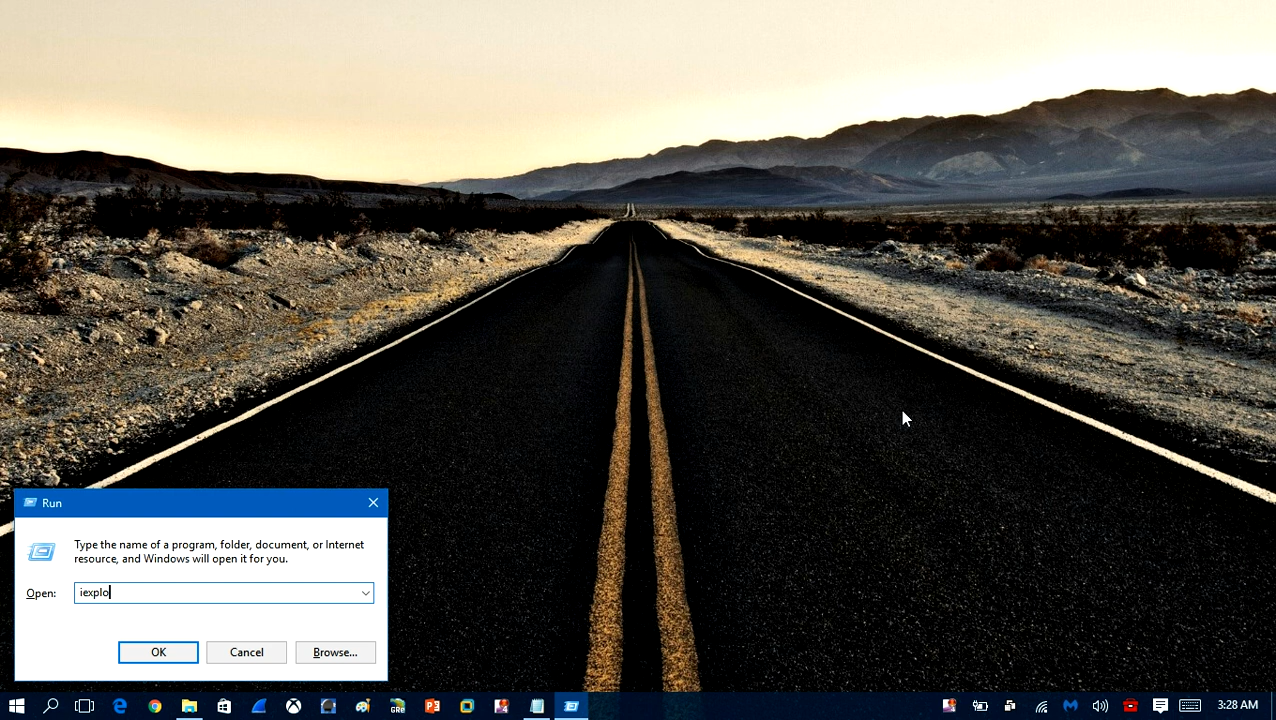 Run
Type the name of a program, folder, document, or Internet
resource, and Windows will open it for you.
Open:
iexplo
OK
Cancel
Browse...
GRe
3:28 AM